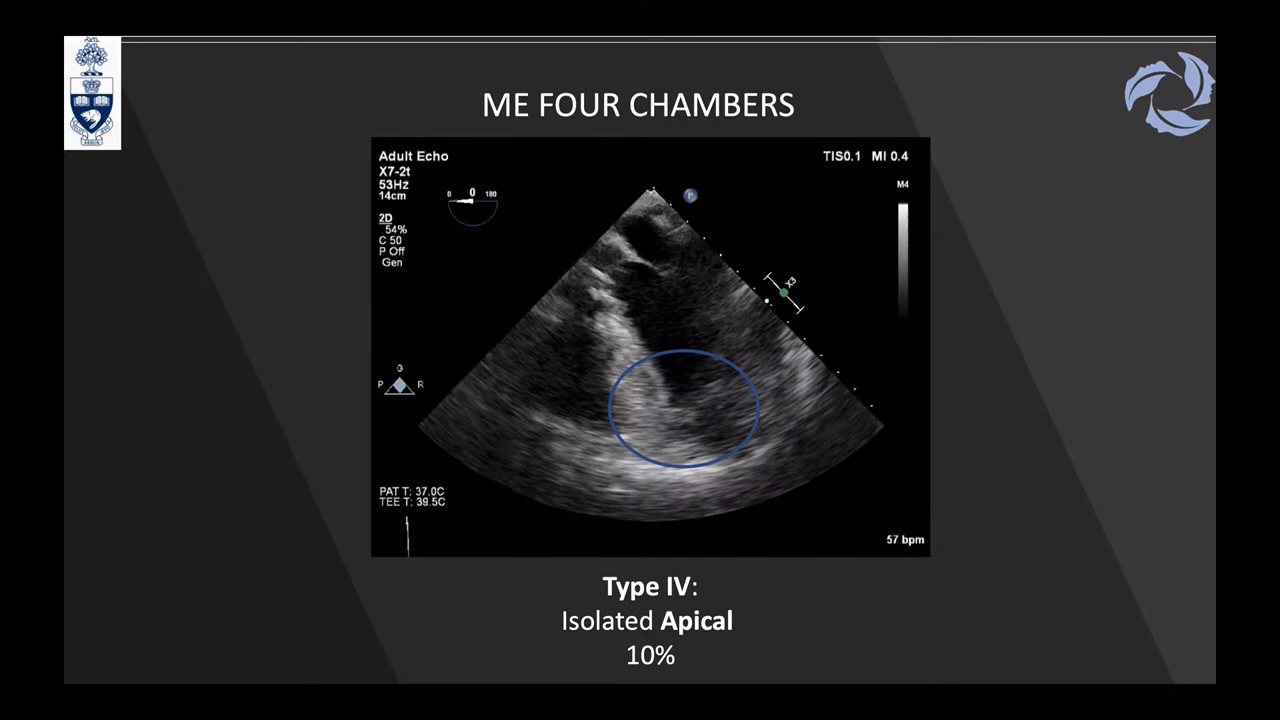 ME FOUR CHAMBERS
Adult Echo
TIS0.1 MI 0.4
X7-2t
53Hz
14cm
0 0 180
P
M4
2D
54%
C 50
P Off
Gen
X3
G
P R
PAT T: 37.0C
TEE T: 39.5C
57 bpm
Type IV:
Isolated Apical
10%